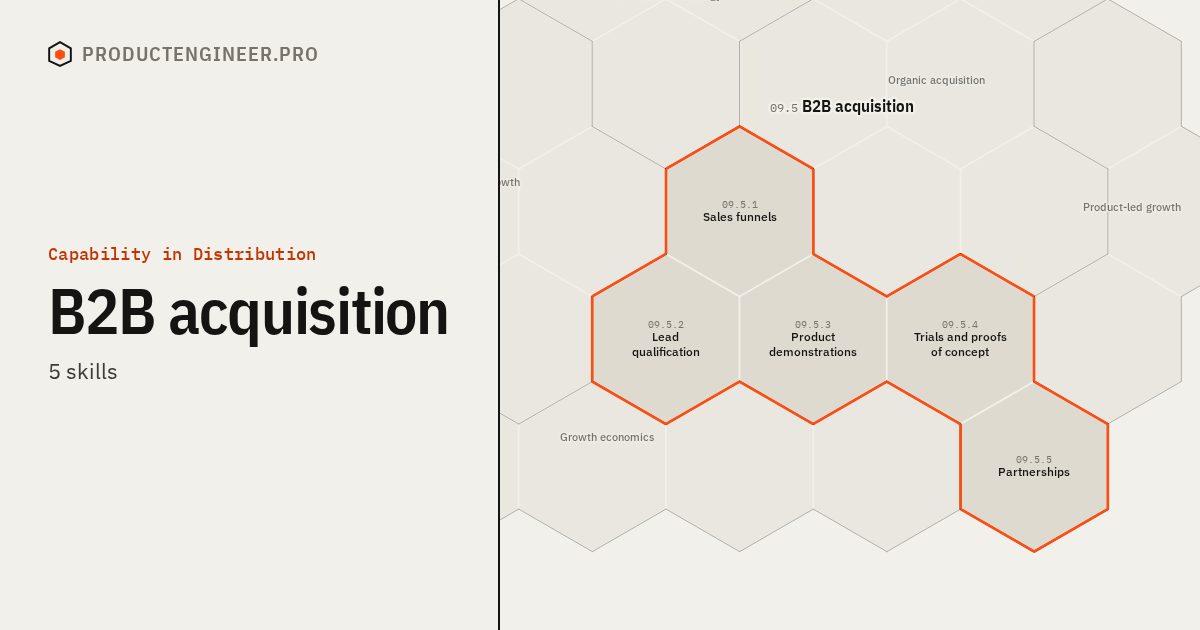 PRODUCTENGINEER.PRO
Capability in Distribution
B2B acquisition
5 skills
Organic acquisition
09.5 B2B acquisition
Product-led growth
09.5.1
Sales funnels
09.5.2
Lead
qualification
09.5.3
Product
demonstrations
09.5.4
Trials and proofs
of concept
Growth economics
09.5.5
Partnerships